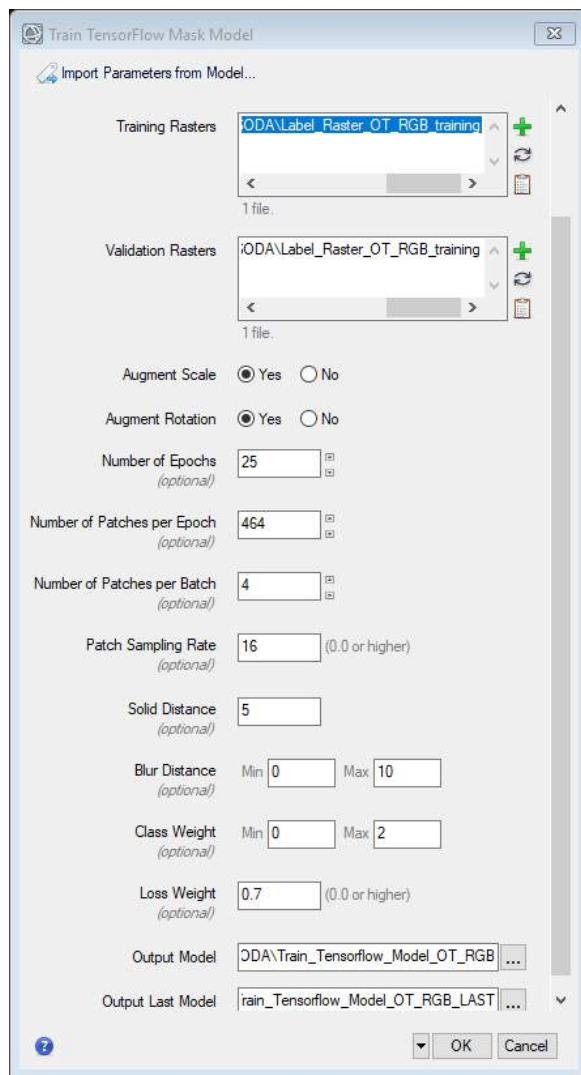 Train TensorFlow Mask Model
Import Parameters from Model...
Training Rasters
ODA\Label_Raster_OT_RGB_training
1 file.
Validation Rasters
ODA\Label_Raster_OT_RGB_training
1 file.
Augment Scale Yes No
Augment Rotation Yes No
Number of Epochs 25
(optional)
Number of Patches per Epoch 464
(optional)
Number of Patches per Batch 4
(optional)
Patch Sampling Rate 16 (0.0 or higher)
(optional)
Solid Distance 5
(optional)
Blur Distance Min 0 Max 10
(optional)
Class Weight Min 0 Max 2
(optional)
Loss Weight 0.7 (0.0 or higher)
(optional)
Output Model DA\Train_Tensorflow_Model_OT_RGB ...
Output Last Model rain_Tensorflow_Model_OT_RGB_LAST ...
? OK Cancel